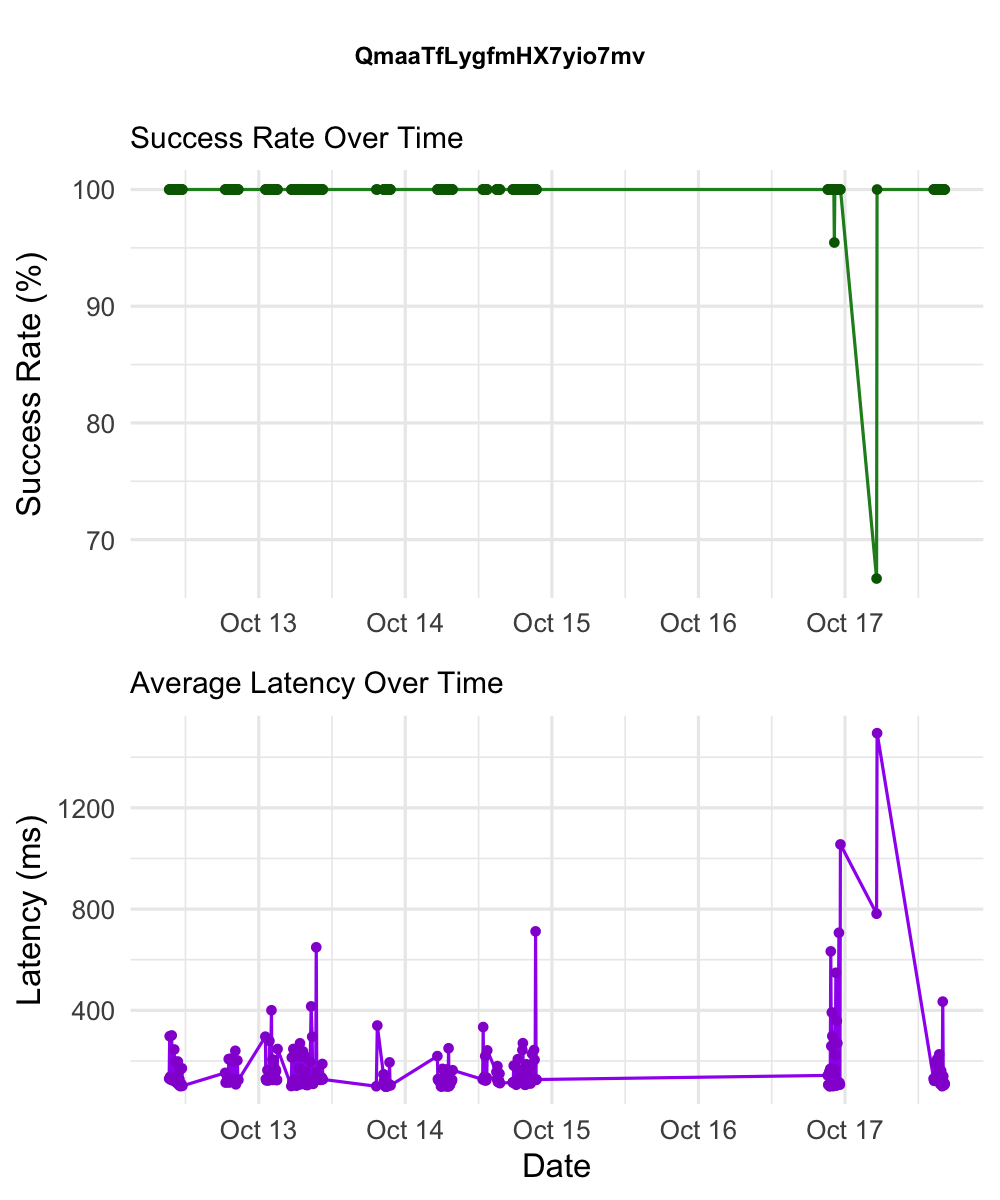 QmaaTfLygfmHX7yio7mv
Success Rate Over Time
Success Rate (%)
100
90
80
70
Oct 13 Oct 14 Oct 15 Oct 16 Oct 17
Average Latency Over Time
Latency (ms)
1200
800
400
Oct 13 Oct 14 Oct 15 Oct 16 Oct 17
Date